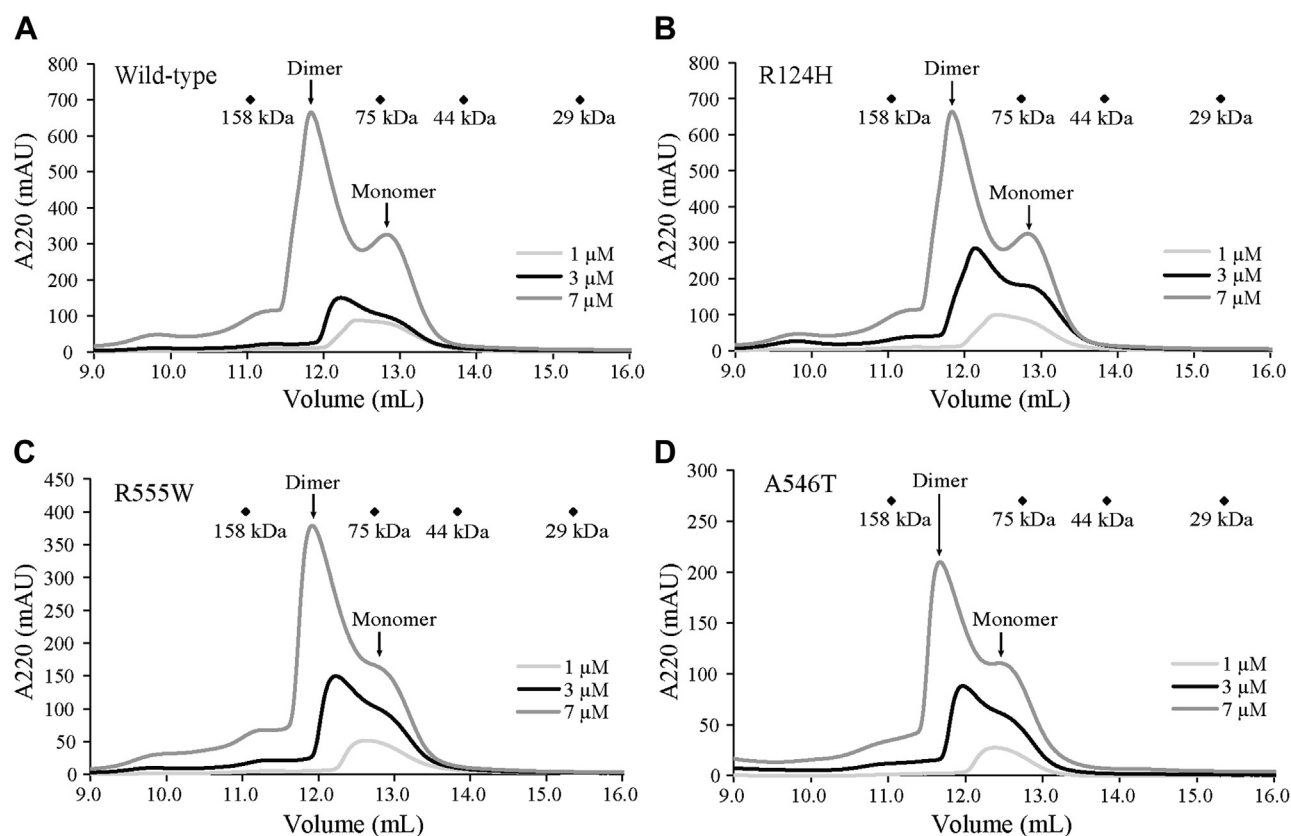 A
Wild-type
Dimer
158 kDa
75 kDa
44 kDa
29 kDa
Monomer
A220 (mAU)
800
700
600
500
400
300
200
100
0
1 µM
3 µM
7 µM
9.0 10.0 11.0 12.0 13.0 14.0 15.0 16.0
Volume (mL)
B
R124H
Dimer
158 kDa
75 kDa
44 kDa
29 kDa
Monomer
A220 (mAU)
800
700
600
500
400
300
200
100
0
1 µM
3 µM
7 µM
9.0 10.0 11.0 12.0 13.0 14.0 15.0 16.0
Volume (mL)
C
R555W
Dimer
158 kDa
75 kDa
44 kDa
29 kDa
Monomer
A220 (mAU)
450
400
350
300
250
200
150
100
50
0
1 µM
3 µM
7 µM
9.0 10.0 11.0 12.0 13.0 14.0 15.0 16.0
Volume (mL)
D
A546T
Dimer
158 kDa
75 kDa
44 kDa
29 kDa
Monomer
A220 (mAU)
300
250
200
150
100
50
0
1 µM
3 µM
7 µM
9.0 10.0 11.0 12.0 13.0 14.0 15.0 16.0
Volume (mL)